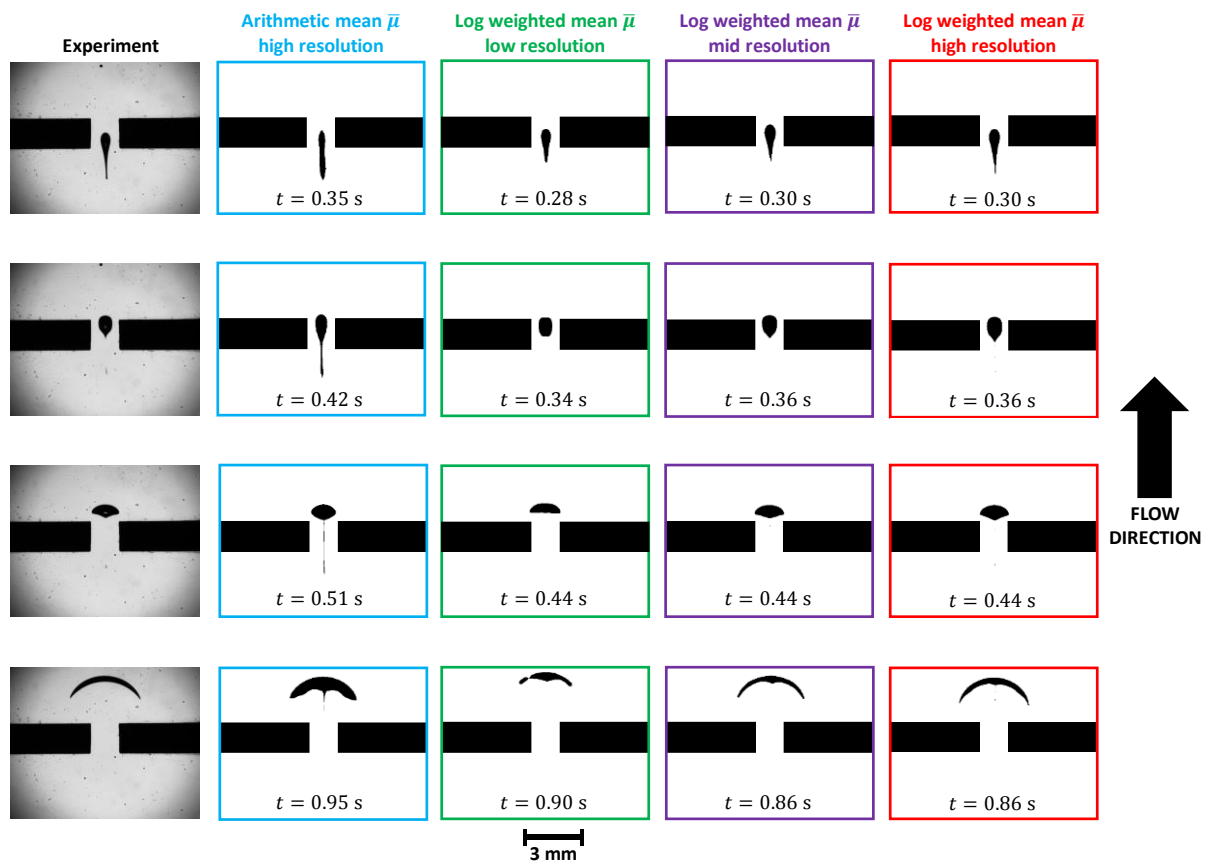 Experiment
Arithmetic mean μ̅
high resolution
Log weighted mean μ̅
low resolution
Log weighted mean μ̅
mid resolution
Log weighted mean μ̅
high resolution
t = 0.35 s
t = 0.28 s
t = 0.30 s
t = 0.30 s
t = 0.42 s
t = 0.34 s
t = 0.36 s
t = 0.36 s
FLOW
DIRECTION
t = 0.51 s
t = 0.44 s
t = 0.44 s
t = 0.44 s
t = 0.95 s
t = 0.90 s
t = 0.86 s
t = 0.86 s
3 mm